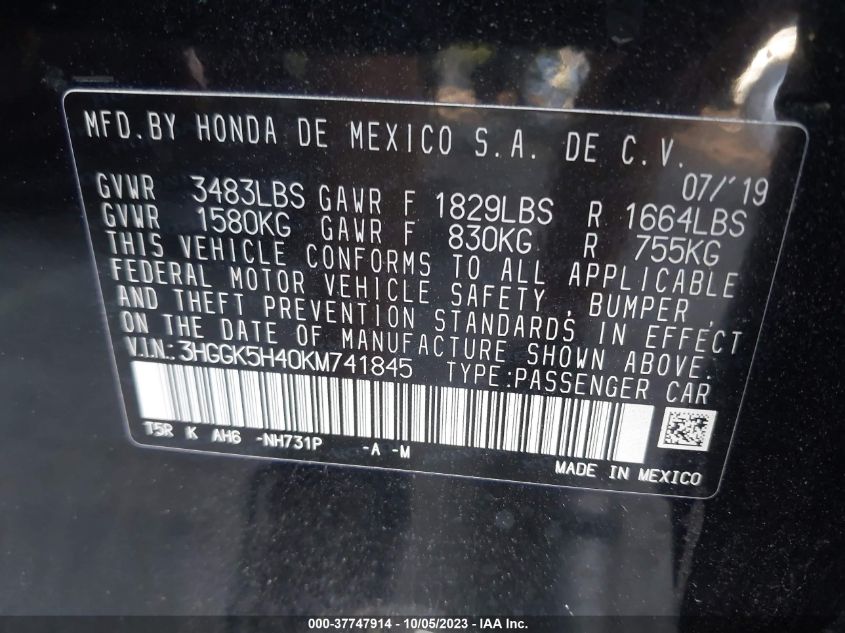 MFD.BY HONDA DE MEXICO S.A. DE C.V.
07/'19
GVWR 3483LBS GAWR F 1829LBS R 1664LBS
GVWR 1580KG GAWR F 830KG R 755KG
THIS VEHICLE CONFORMS TO ALL APPLICABLE
FEDERAL MOTOR VEHICLE SAFETY , BUMPER ,
AND THEFT PREVENTION STANDARDS IN EFFECT
ON THE DATE OF MANUFACTURE SHOWN ABOVE.
V.I.N.:3HGGK5H40KM741845 TYPE:PASSENGER CAR
T5R K AH6 -NH731P -A -M
MADE IN MEXICO
000-37747914 - 10/05/2023 - IAA Inc.